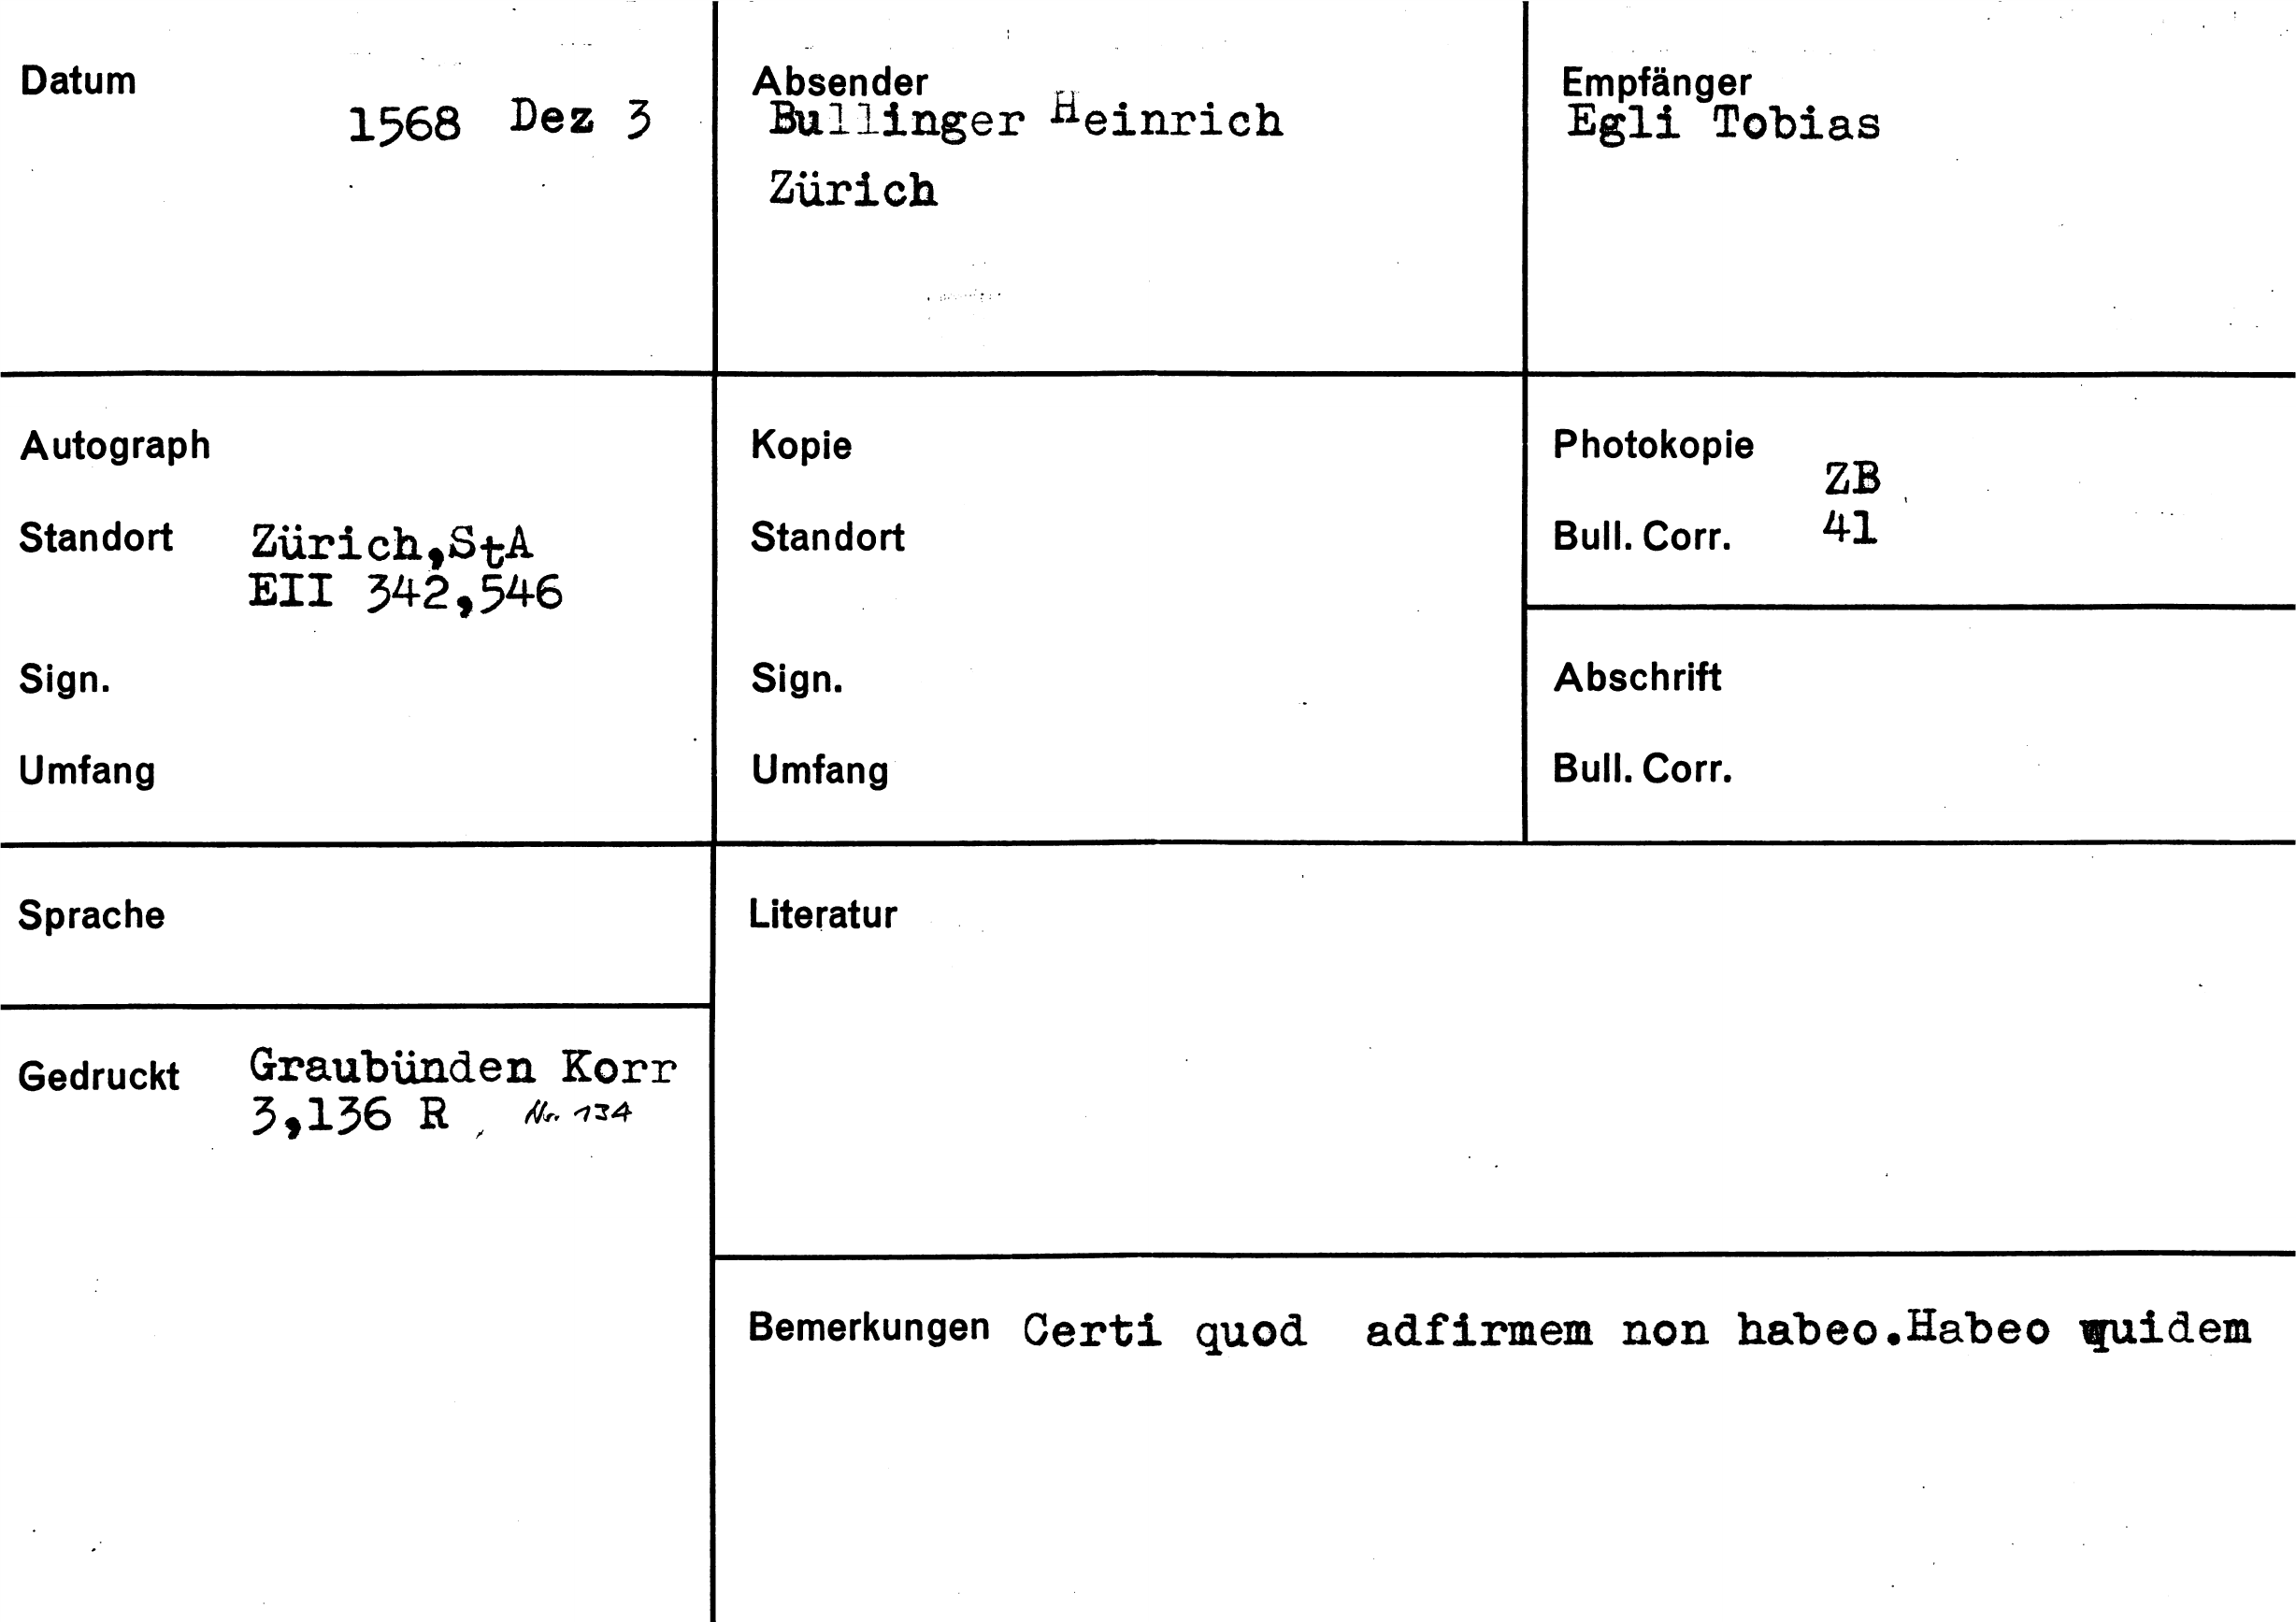 Datum
1568 Dez 3
Absender
Bullinger Heinrich
Zürich
Empfänger
Egli Tobias
Autograph
Standort Zürich,StA
EII 342,546
Sign.
Umfang
Kopie
Standort
Sign.
Umfang
Photokopie
ZB
Bull. Corr. 41
Abschrift
Bull. Corr.
Sprache
Gedruckt Graubünden Korr
3,136 R, Nr. 134
Literatur
Bemerkungen Certi quod adfirmem non habeo.Habeo quidem